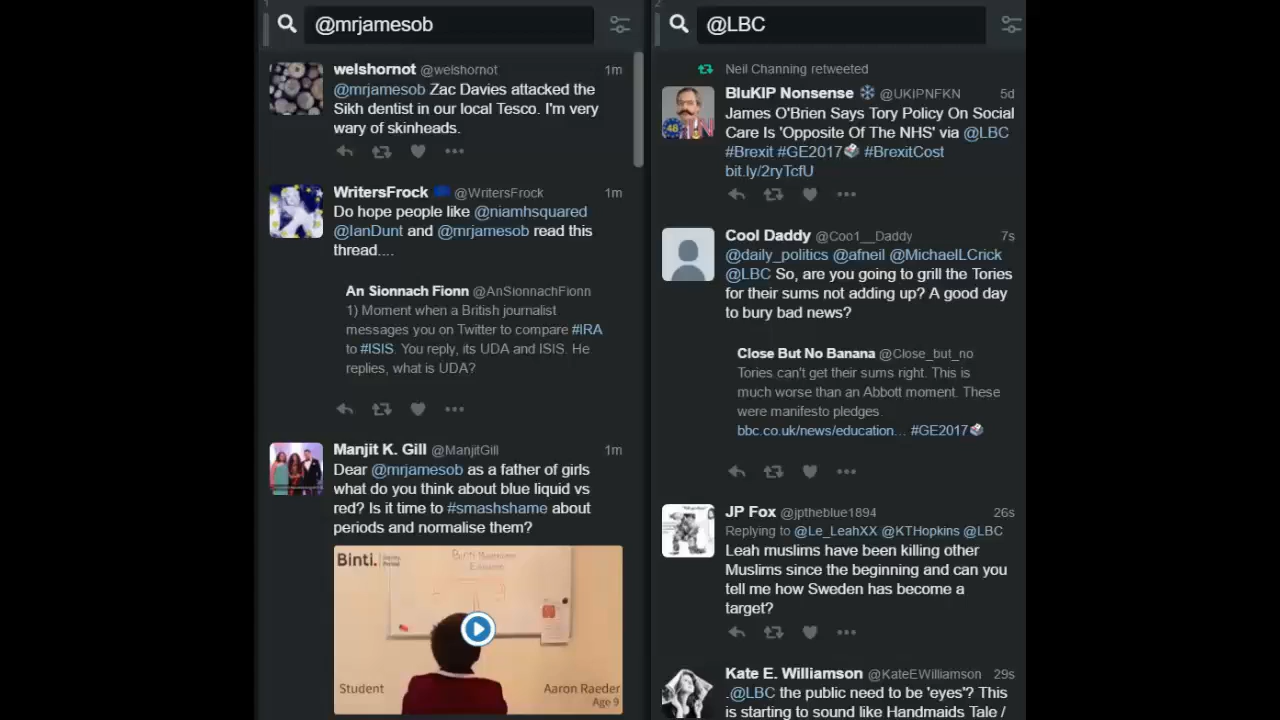 1
@mrjamesob
welshornot @welshornot 1m
@mrjamesob Zac Davies attacked the
Sikh dentist in our local Tesco. I'm very
wary of skinheads.
WritersFrock @WritersFrock 1m
Do hope people like @niamhsquared
@IanDunt and @mrjamesob read this
thread....
An Sionnach Fionn @AnSionnachFionn
1) Moment when a British journalist
messages you on Twitter to compare #IRA
to #ISIS. You reply, its UDA and ISIS. He
replies, what is UDA?
Manjit K. Gill @ManjitGill 1m
Dear @mrjamesob as a father of girls
what do you think about blue liquid vs
red? Is it time to #smashshame about
periods and normalise them?
Binti.
Student
Aaron Raeder
Age 9
2
@LBC
Neil Channing retweeted
BluKIP Nonsense @UKIPNFKN 5d
James O'Brien Says Tory Policy On Social
Care Is 'Opposite Of The NHS' via @LBC
#Brexit #GE2017 #BrexitCost
bit.ly/2ryTcfU
Cool Daddy @Coo1__Daddy 7s
@daily_politics @afneil @MichaelLCrick
@LBC So, are you going to grill the Tories
for their sums not adding up? A good day
to bury bad news?
Close But No Banana @Close_but_no
Tories can't get their sums right. This is
much worse than an Abbott moment. These
were manifesto pledges.
bbc.co.uk/news/education… #GE2017
JP Fox @jptheblue1894 26s
Replying to @Le_LeahXX @KTHopkins @LBC
Leah muslims have been killing other
Muslims since the beginning and can you
tell me how Sweden has become a
target?
Kate E. Williamson @KateEWilliamson 29s
.@LBC the public need to be 'eyes'? This
is starting to sound like Handmaids Tale /